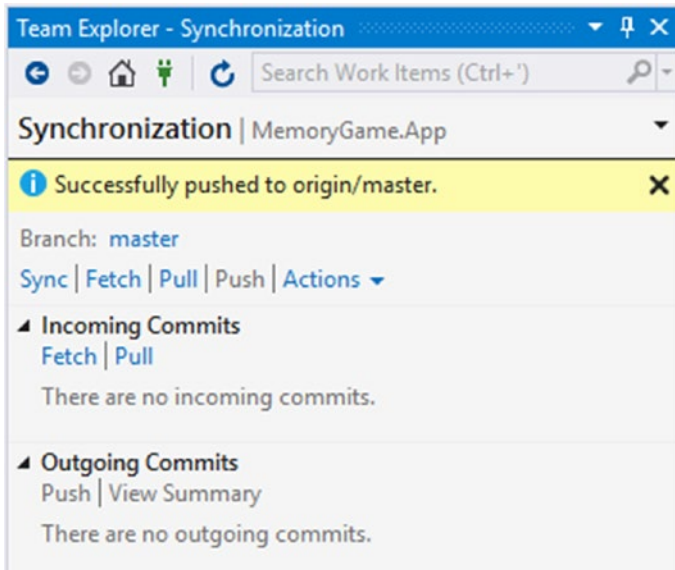 Team Explorer - Synchronization
Search Work Items (Ctrl+')
Synchronization | MemoryGame.App
Successfully pushed to origin/master.
Branch: master
Sync | Fetch | Pull | Push | Actions
Incoming Commits
Fetch | Pull
There are no incoming commits.
Outgoing Commits
Push | View Summary
There are no outgoing commits.